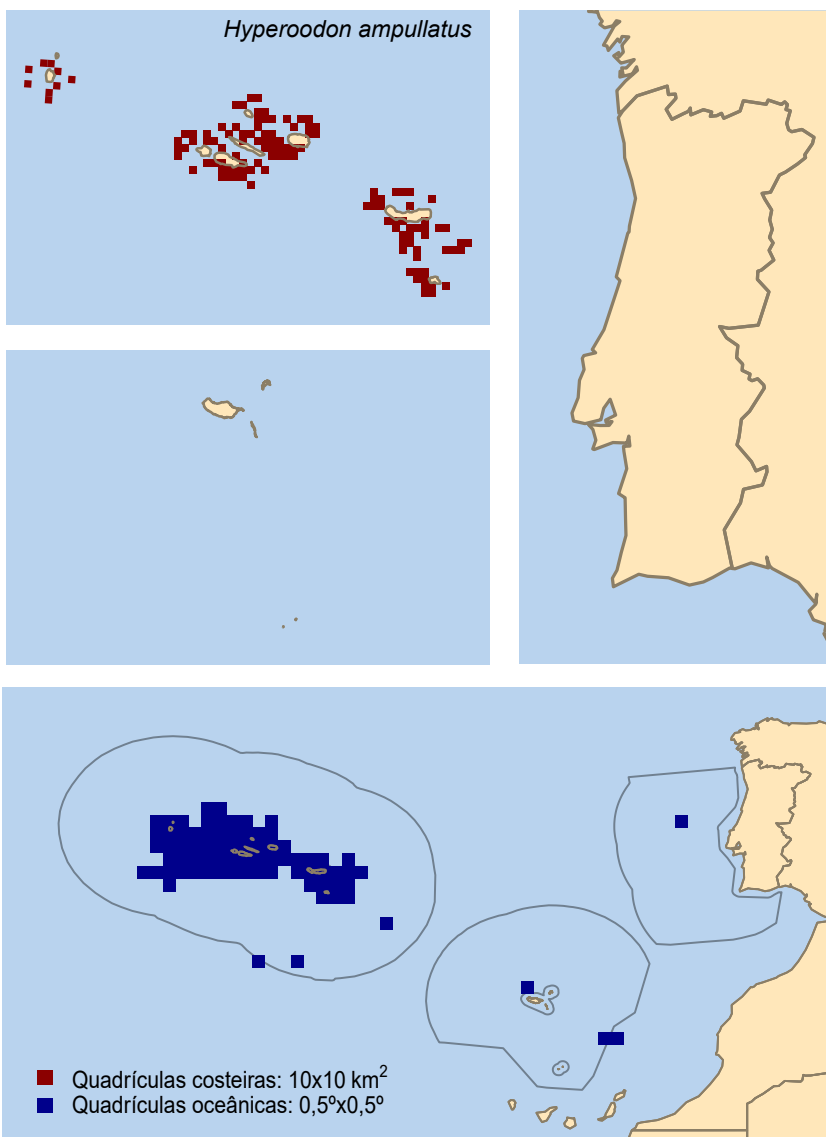 Hyperoodon ampullatus
Quadrículas costeiras: 10x10 km²
Quadrículas oceânicas: 0,5ºx0,5º